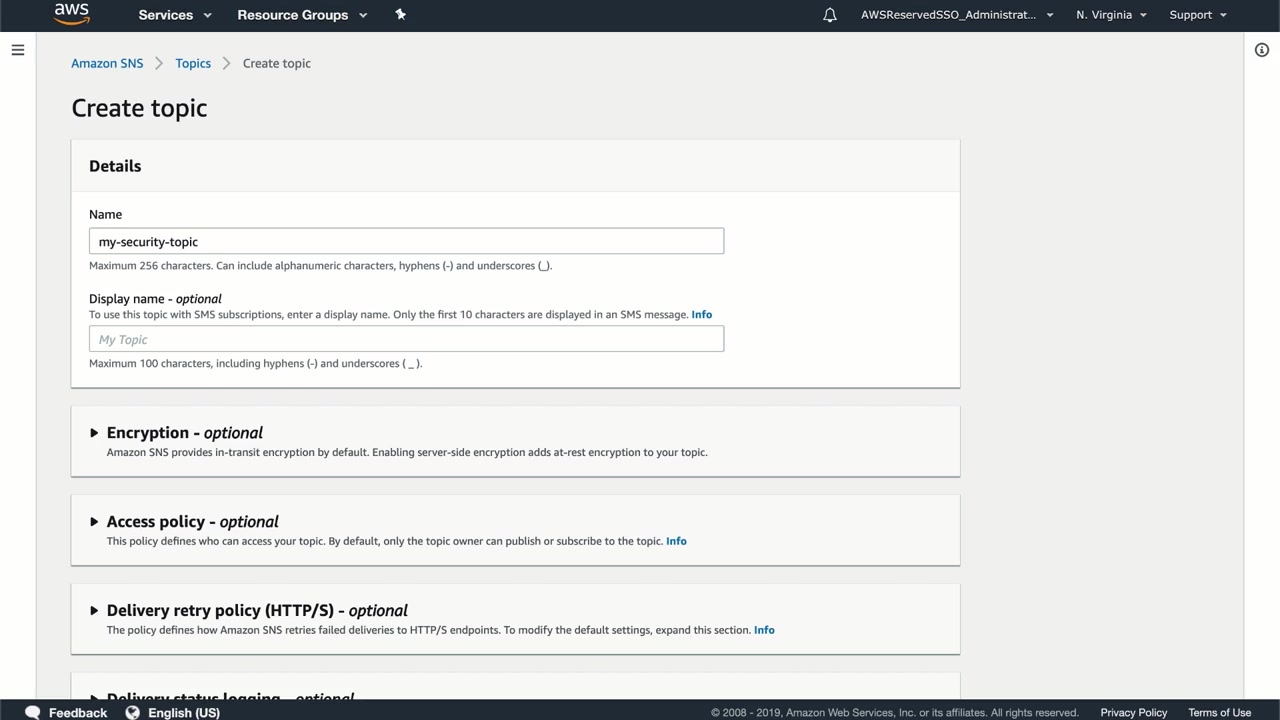 aws
Services
Resource Groups
AWSReservedSSO_Administrat...
N. Virginia
Support
Amazon SNS
Topics
Create topic
Create topic
Details
Name
my-security-topic
Maximum 256 characters. Can include alphanumeric characters, hyphens (-) and underscores (_).
Display name - optional
To use this topic with SMS subscriptions, enter a display name. Only the first 10 characters are displayed in an SMS message. Info
My Topic
Maximum 100 characters, including hyphens (-) and underscores ( _ ).
Encryption - optional
Amazon SNS provides in-transit encryption by default. Enabling server-side encryption adds at-rest encryption to your topic.
Access policy - optional
This policy defines who can access your topic. By default, only the topic owner can publish or subscribe to the topic. Info
Delivery retry policy (HTTP/S) - optional
The policy defines how Amazon SNS retries failed deliveries to HTTP/S endpoints. To modify the default settings, expand this section. Info
Delivery status logging - optional
Feedback
English (US)
© 2008 - 2019, Amazon Web Services, Inc. or its affiliates. All rights reserved.
Privacy Policy
Terms of Use